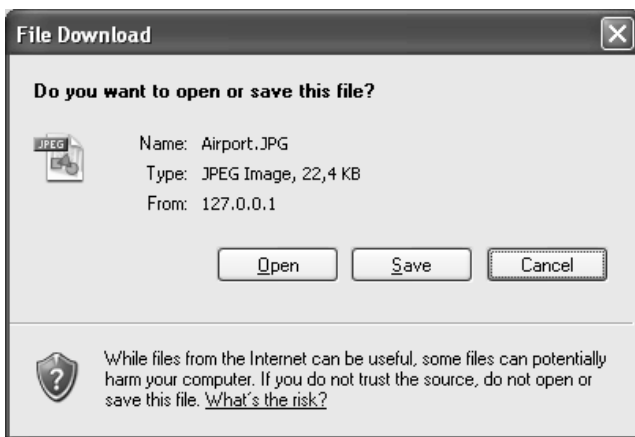 File Download
Do you want to open or save this file?
JPEG
Name: Airport.JPG
Type: JPEG Image, 22,4 KB
From: 127.0.0.1
Open Save Cancel
While files from the Internet can be useful, some files can potentially
harm your computer. If you do not trust the source, do not open or
save this file. What´s the risk?